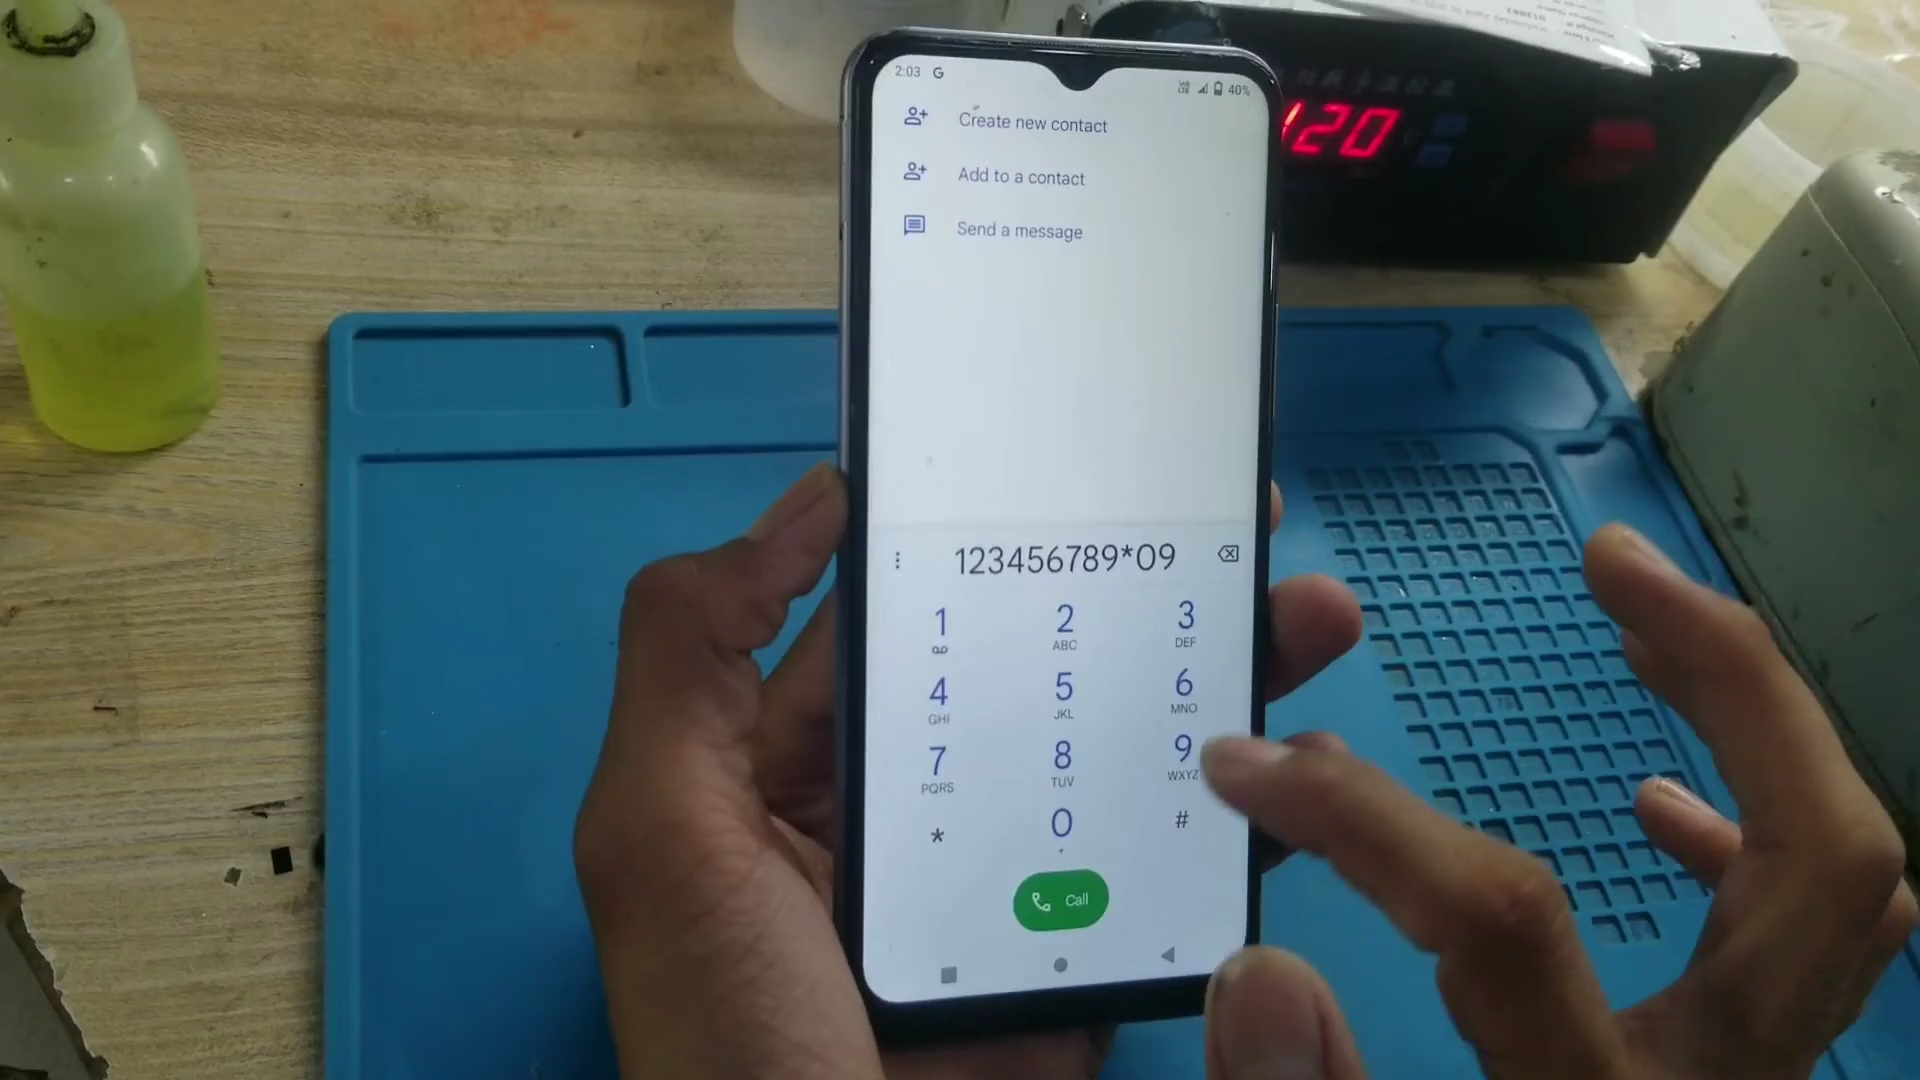 2:03 G
VoLTE 40%
Create new contact
Add to a contact
Send a message
123456789*09
1
2
ABC
3
DEF
4
GHI
5
JKL
6
MNO
7
PQRS
8
TUV
9
WXYZ
*
0
+
#
Call
120